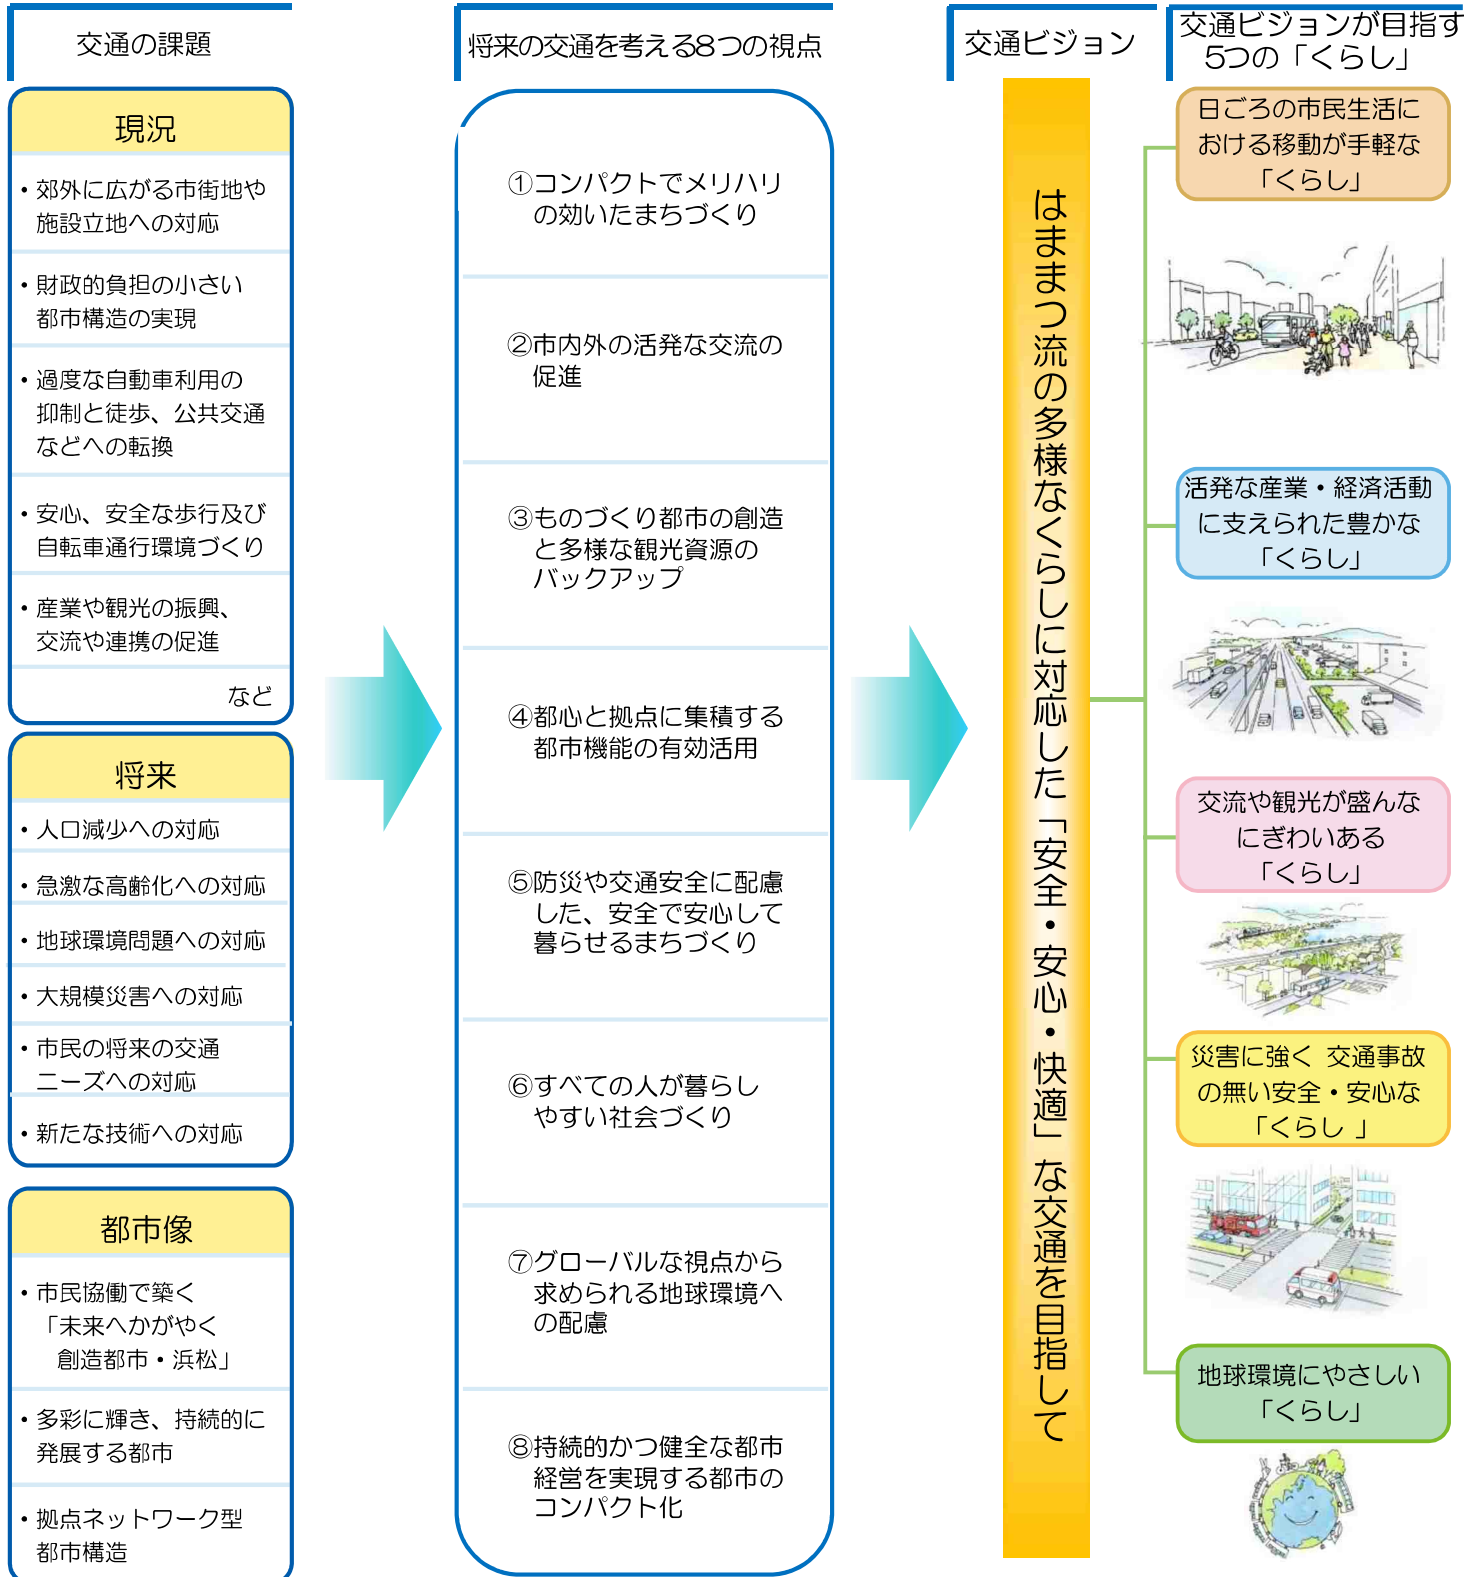 交通の課題
現況
・郊外に広がる市街地や
施設立地への対応
・財政的負担の小さい
都市構造の実現
・過度な自動車利用の
抑制と徒歩、公共交通
などへの転換
・安心、安全な歩行及び
自転車通行環境づくり
・産業や観光の振興、
交流や連携の促進
など
将来
・人口減少への対応
・急激な高齢化への対応
・地球環境問題への対応
・大規模災害への対応
・市民の将来の交通
ニーズへの対応
・新たな技術への対応
都市像
・市民協働で築く
「未来へかがやく
創造都市・浜松」
・多彩に輝き、持続的に
発展する都市
・拠点ネットワーク型
都市構造
将来の交通を考える8つの視点
①コンパクトでメリハリ
の効いたまちづくり
②市内外の活発な交流の
促進
③ものづくり都市の創造
と多様な観光資源の
バックアップ
④都心と拠点に集積する
都市機能の有効活用
⑤防災や交通安全に配慮
した、安全で安心して
暮らせるまちづくり
⑥すべての人が暮らし
やすい社会づくり
⑦グローバルな視点から
求められる地球環境へ
の配慮
⑧持続的かつ健全な都市
経営を実現する都市の
コンパクト化
交通ビジョン
はままつ流の多様なくらしに対応した「安全・安心・快適」な交通を目指して
交通ビジョンが目指す
5つの「くらし」
日ごろの市民生活に
おける移動が手軽な
「くらし」
活発な産業・経済活動
に支えられた豊かな
「くらし」
交流や観光が盛んな
にぎわいある
「くらし」
災害に強く 交通事故
の無い安全・安心な
「くらし 」
地球環境にやさしい
「くらし」